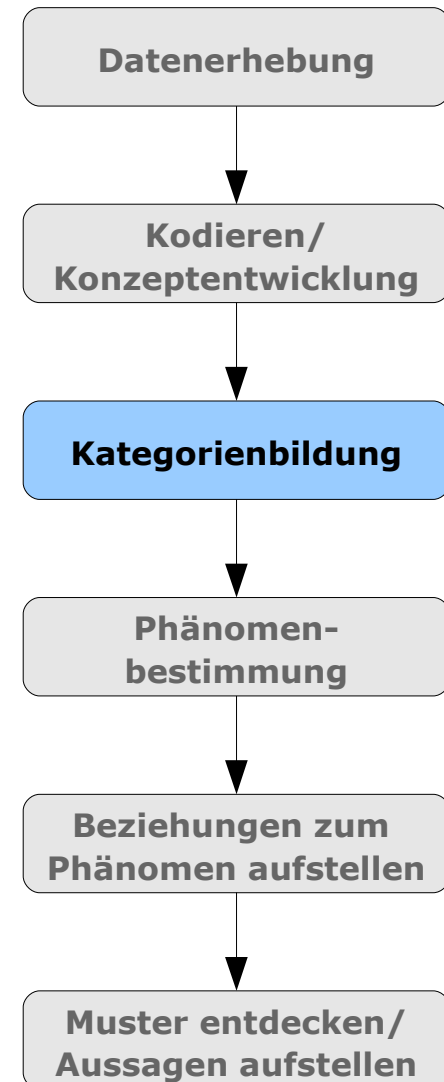 Datenerhebung
Kodieren/
Konzeptentwicklung
Kategorienbildung
Phänomen-
bestimmung
Beziehungen zum
Phänomen aufstellen
Muster entdecken/
Aussagen aufstellen